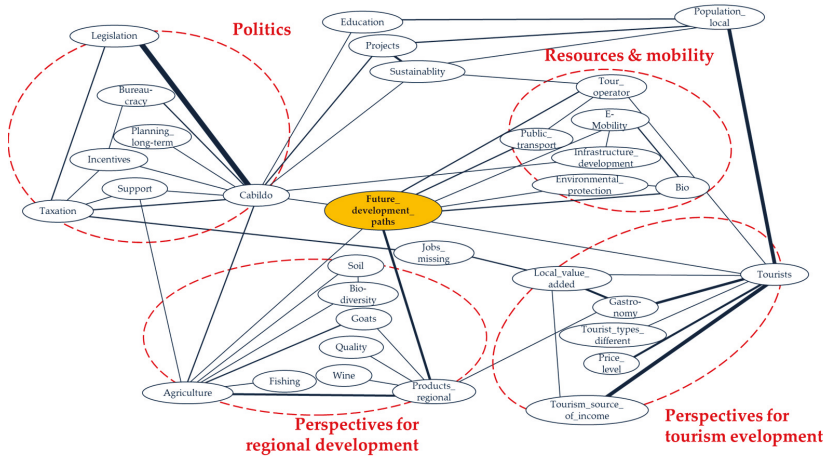 Education
Population_
local
Legislation
Politics
Projects
Resources & mobility
Sustainablity
Bureau-
cracy
Tour_
operator
E-
Mobility
Planning_
long-term
Public_
transport
Incentives
Infrastructure_
development
Support
Cabildo
Environmental_
protection
Bio
Taxation
Future_
development_
paths
Jobs_
missing
Soil
Local_value_
added
Tourists
Bio-
diversity
Gastro-
nomy
Goats
Tourist_types_
different
Quality
Price_
level
Wine
Fishing
Agriculture
Products_
regional
Tourism_source_
of_income
Perspectives for
regional development
Perspectives for
tourism evelopment